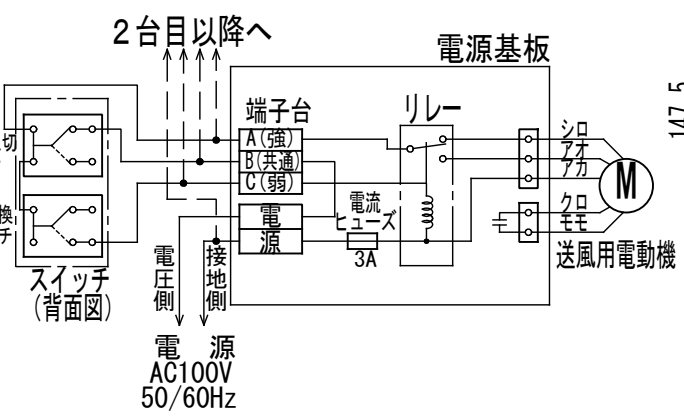 2台目以降へ
電源基板
147.5
端子台
リレー
A(強)
B(共通)
C(弱)
電
源
電流
ヒューズ
3A
シロ
アオ
アカ
クロ
モモ
M
送風用電動機
切
換
チ
スイッチ
(背面図)
電圧側
接地側
電 源
AC100V
50/60Hz